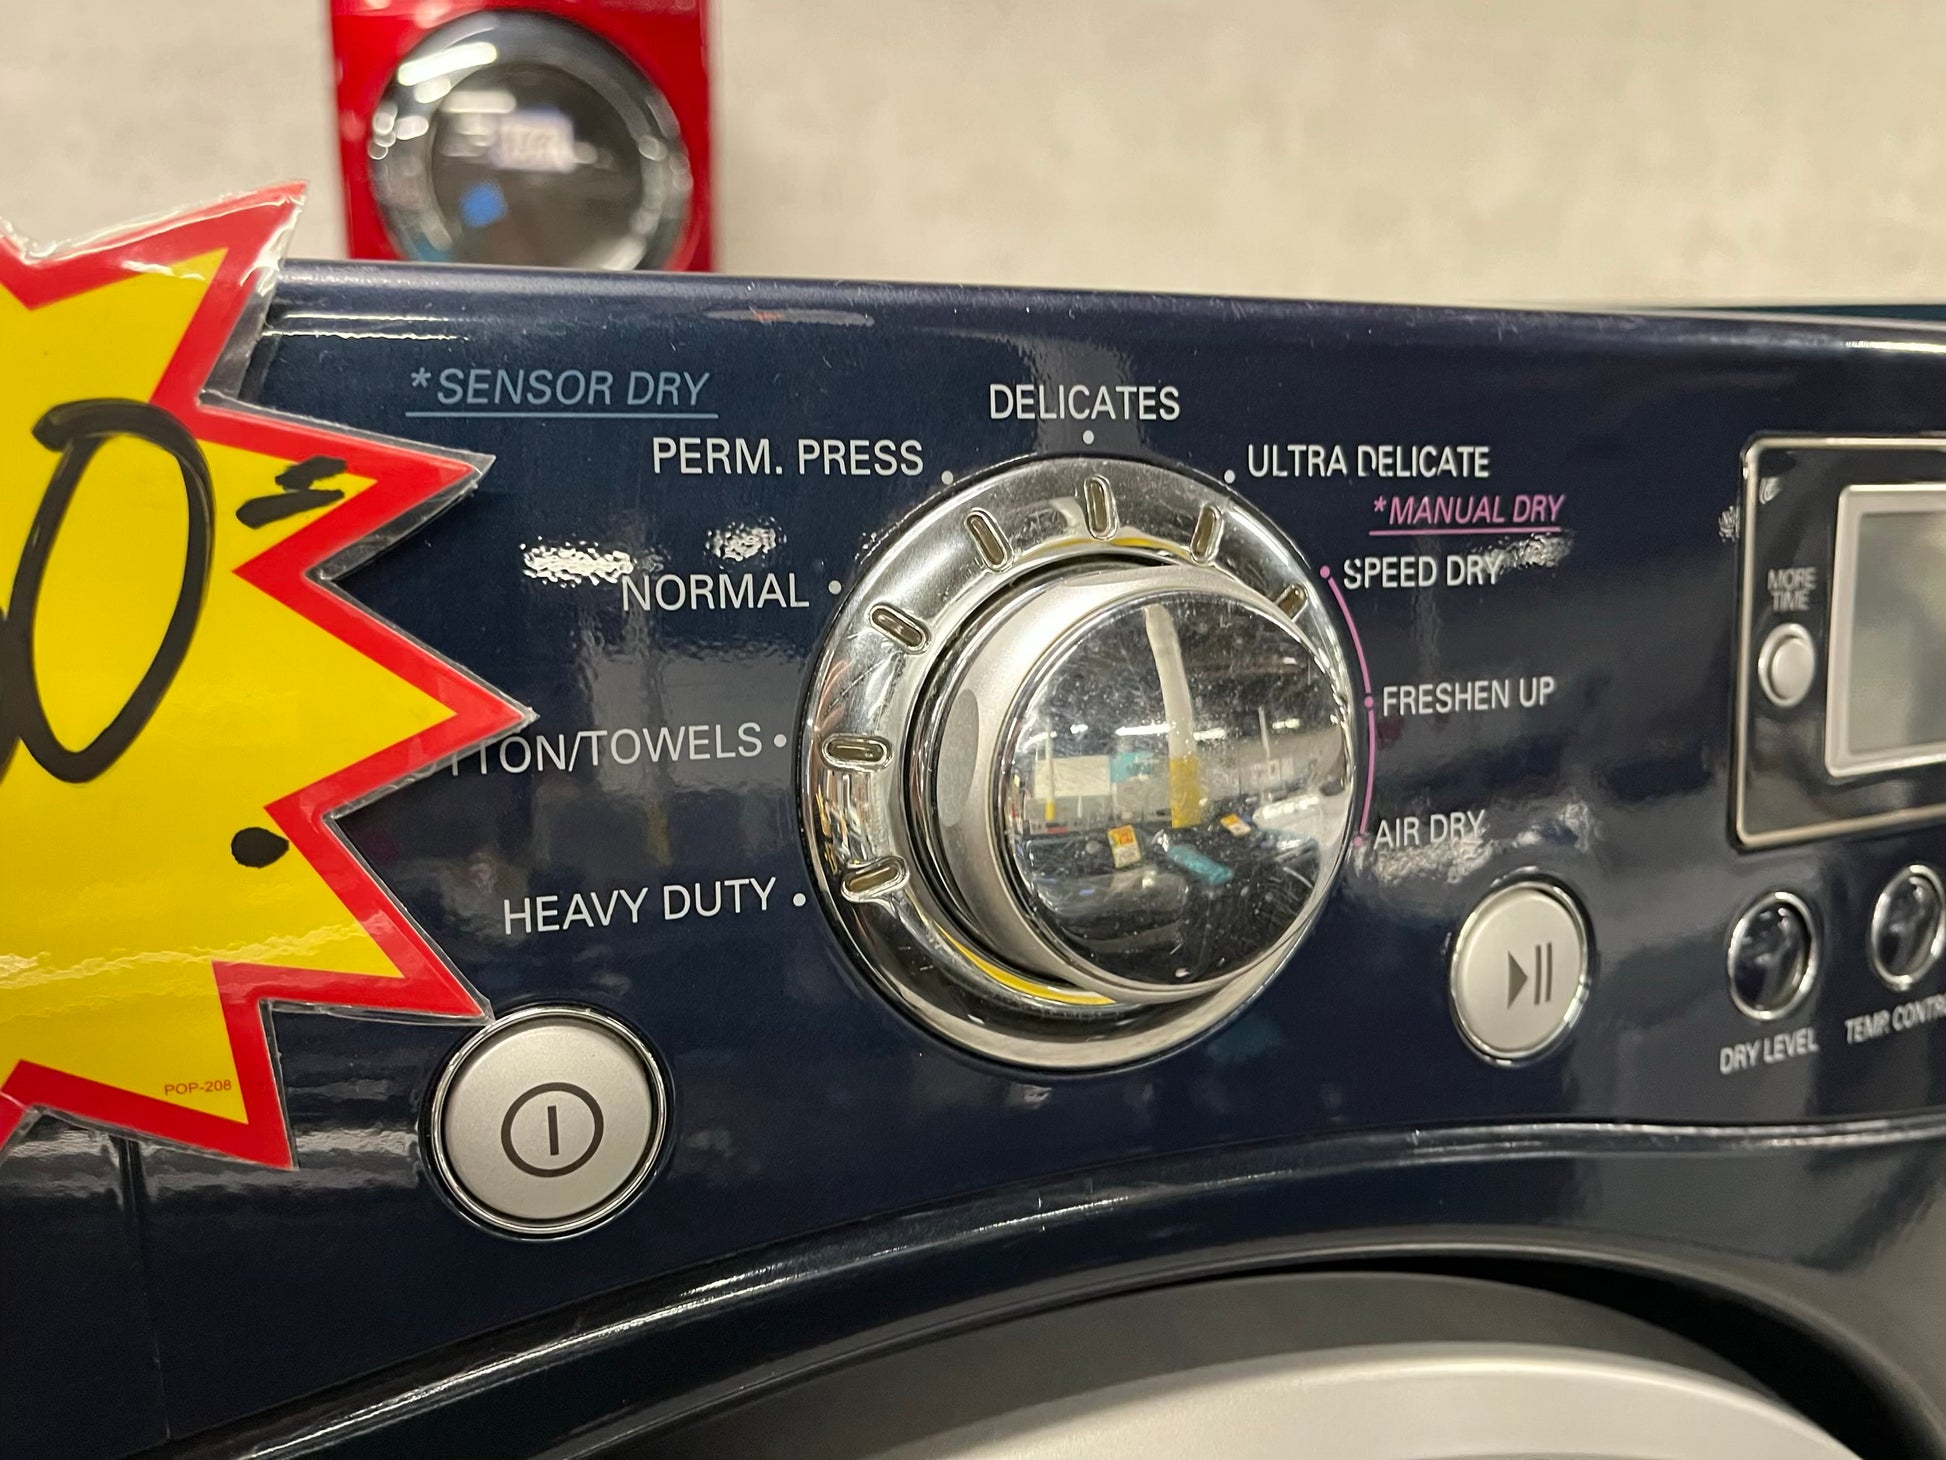 *SENSOR DRY
DELICATES
PERM. PRESS
ULTRA DELICATE
*MANUAL DRY
NORMAL
SPEED DRY
MORE
TIME
FRESHEN UP
TTON/TOWELS
AIR DRY
HEAVY DUTY
DRY LEVEL
TEMP. CONTR
0
POP-208